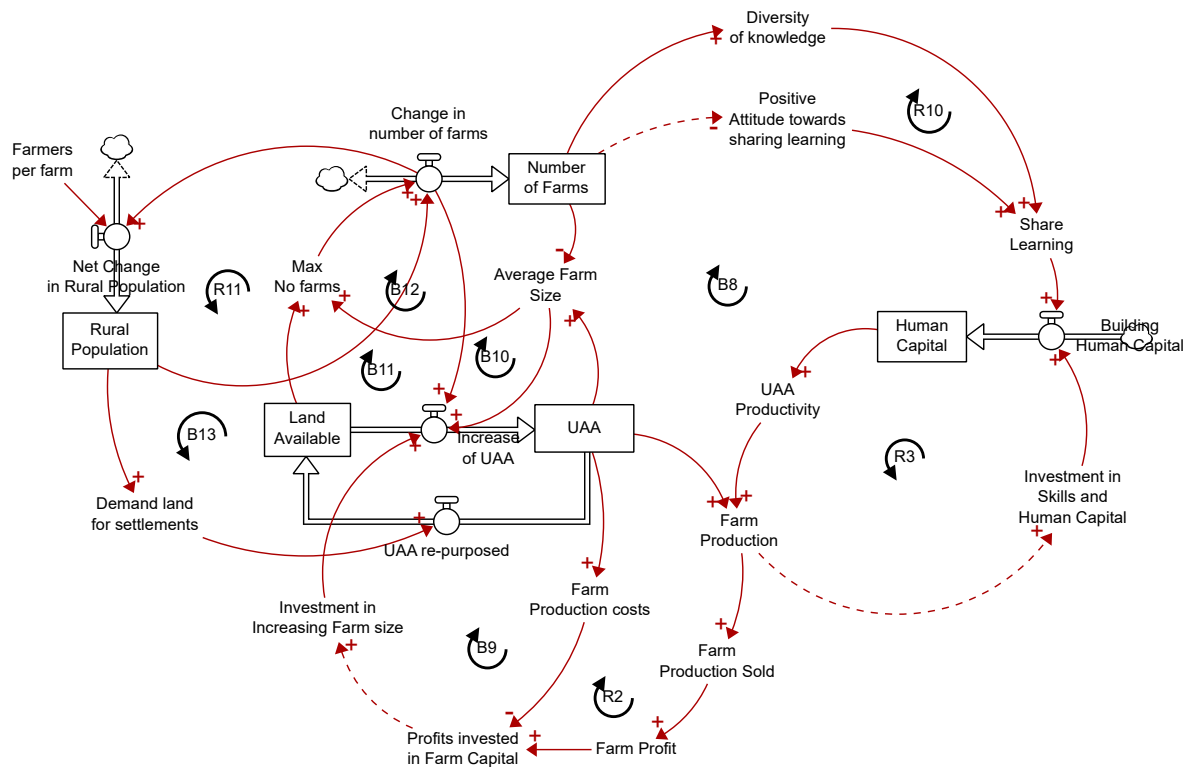 Diversity
of knowledge
Positive
Attitude towards
sharing learning
R10
Change in
number of farms
Farmers
per farm
Number
of Farms
Share
Learning
Net Change
in Rural Population
R11
Max
No farms
B12
Average Farm
Size
B8
Rural
Population
Human
Capital
Building
Human Capital
B11
B10
UAA
Productivity
Land
Available
Increase
of UAA
UAA
B13
R3
Demand land
for settlements
UAA re-purposed
Farm
Production
Investment in
Skills and
Human Capital
Investment in
Increasing Farm size
Farm
Production costs
B9
Farm
Production Sold
R2
Profits invested
in Farm Capital
Farm Profit